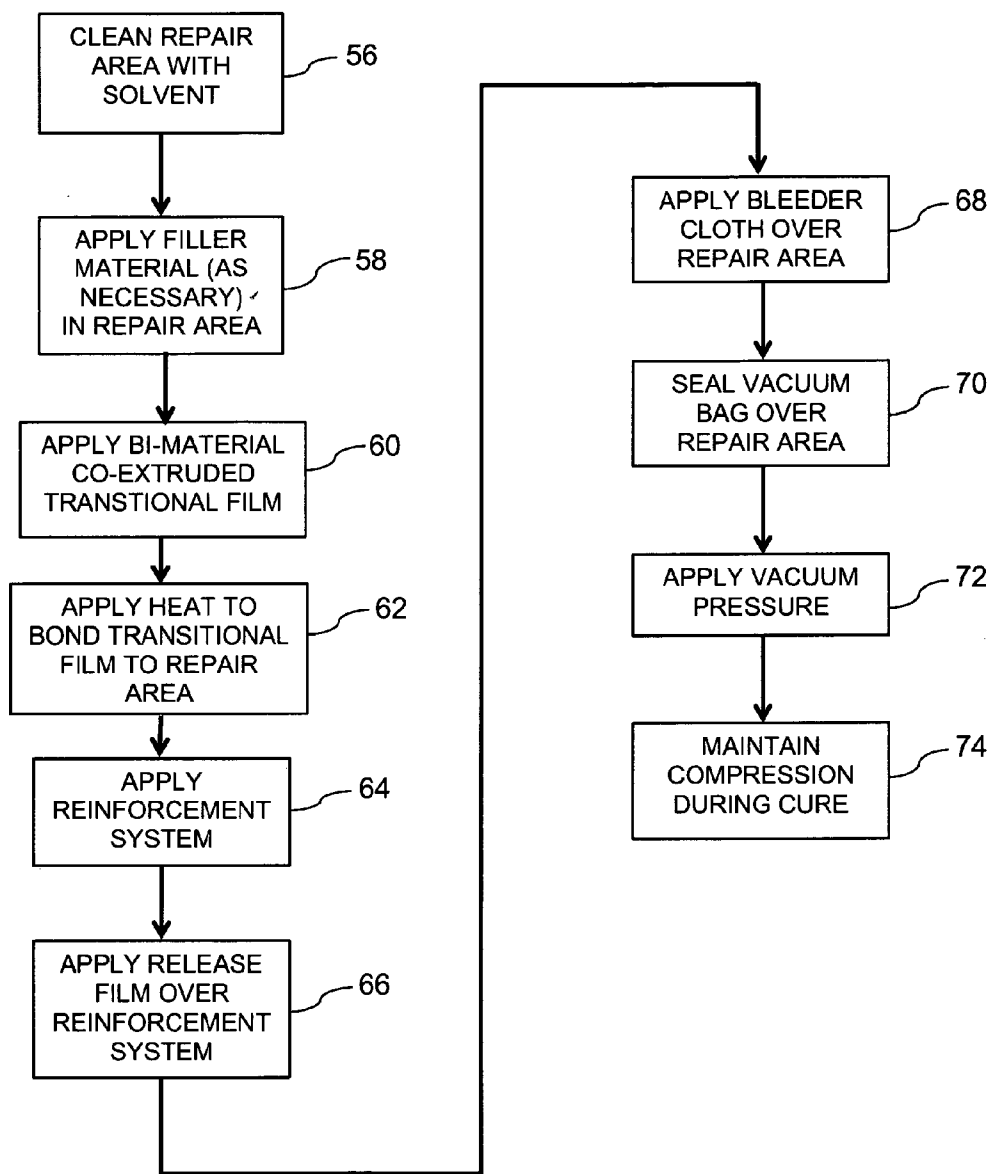 CLEAN REPAIR
AREA WITH
SOLVENT
56
APPLY FILLER
MATERIAL (AS
NECESSARY)
IN REPAIR AREA
58
APPLY BI-MATERIAL
CO-EXTRUDED
TRANSTIONAL FILM
60
APPLY HEAT TO
BOND TRANSITIONAL
FILM TO REPAIR
AREA
62
APPLY
REINFORCEMENT
SYSTEM
64
APPLY RELEASE
FILM OVER
REINFORCEMENT
SYSTEM
66
APPLY BLEEDER
CLOTH OVER
REPAIR AREA
68
SEAL VACUUM
BAG OVER
REPAIR AREA
70
APPLY VACUUM
PRESSURE
72
MAINTAIN
COMPRESSION
DURING CURE
74